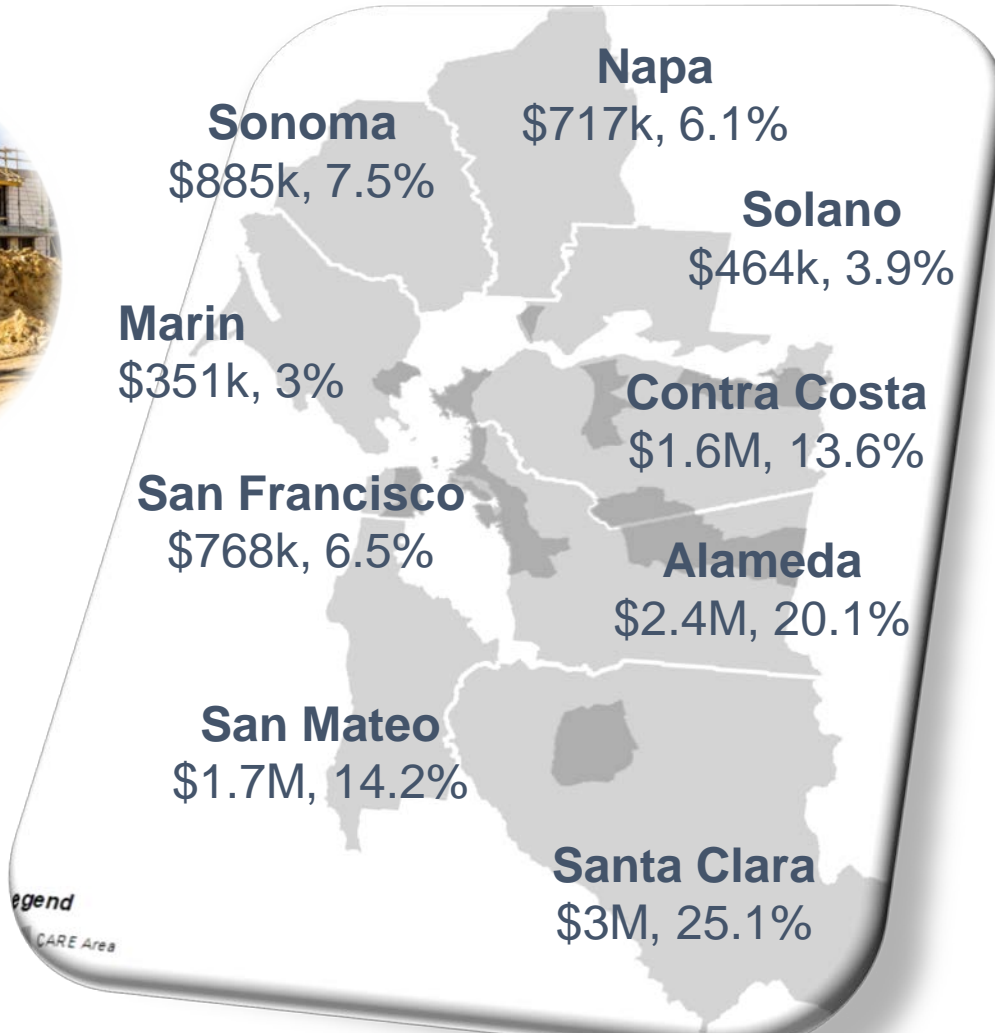 Napa
$717k, 6.1%
Sonoma
$885k, 7.5%
Solano
$464k, 3.9%
Marin
$351k, 3%
Contra Costa
$1.6M, 13.6%
San Francisco
$768k, 6.5%
Alameda
$2.4M, 20.1%
San Mateo
$1.7M, 14.2%
Santa Clara
$3M, 25.1%
egend
CARE Area